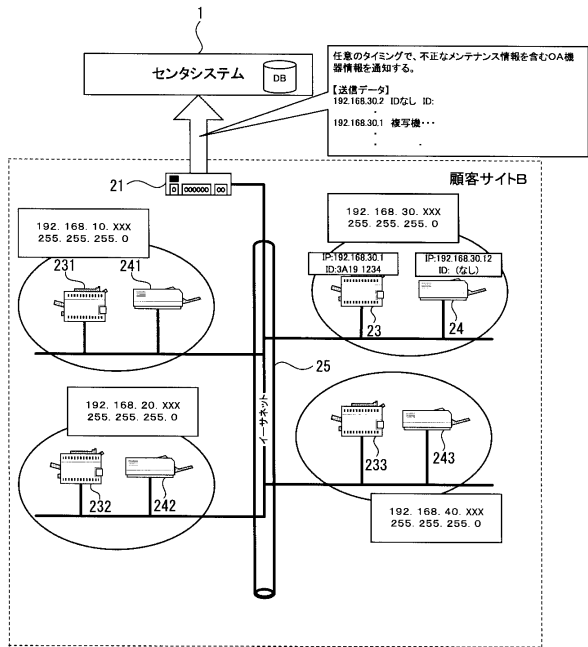 1
センタシステム
DB
任意のタイミングで、不正なメンテナンス情報を含むOA機
器情報を通知する。
【送信データ】
192.168.30.2 IDなし ID:
・
192.168.30.1 複写機・・・
・
・ ・
21
顧客サイトB
192. 168. 10. XXX
255. 255. 255. 0
231
241
192. 168. 30. XXX
255. 255. 255. 0
IP:192.168.30.1
ID:3A19 1234
IP:192.168.30.12
ID: (なし)
23
24
25
イーサネット
192. 168. 20. XXX
255. 255. 255. 0
232
242
233
243
192. 168. 40. XXX
255. 255. 255. 0